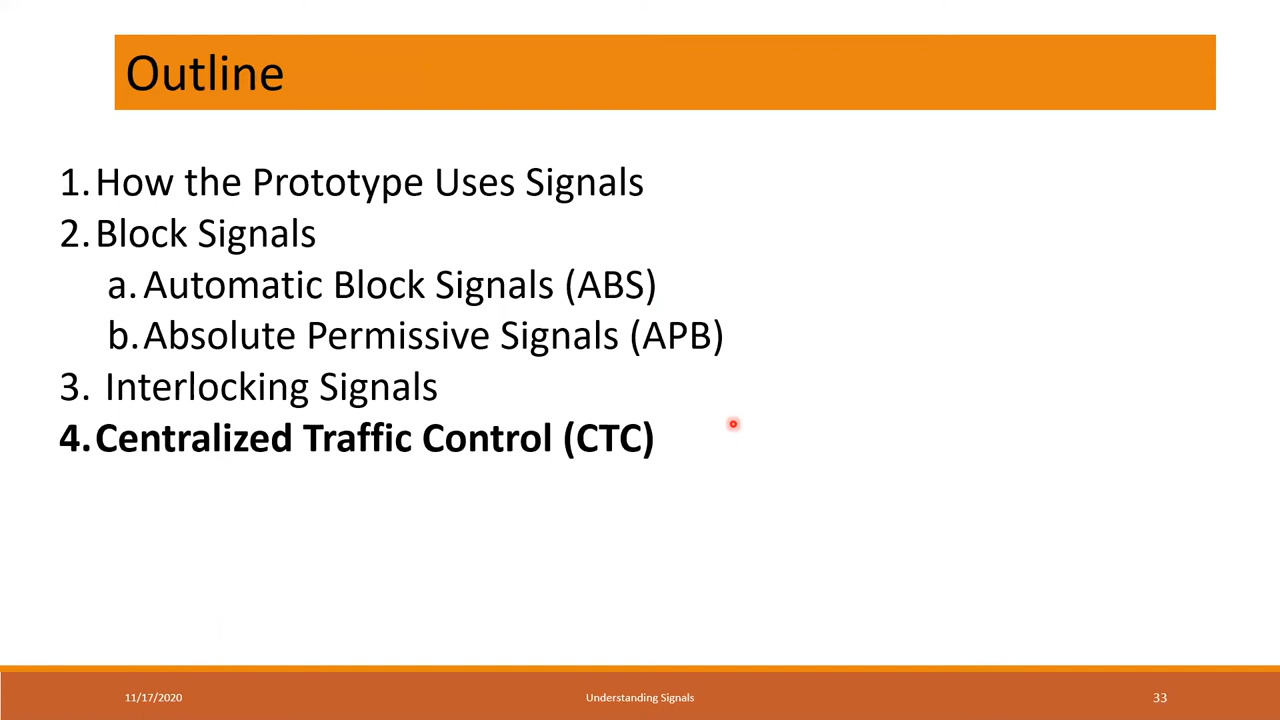 Outline
1. How the Prototype Uses Signals
2. Block Signals
a. Automatic Block Signals (ABS)
b. Absolute Permissive Signals (APB)
3. Interlocking Signals
4. Centralized Traffic Control (CTC)
11/17/2020
Understanding Signals
33